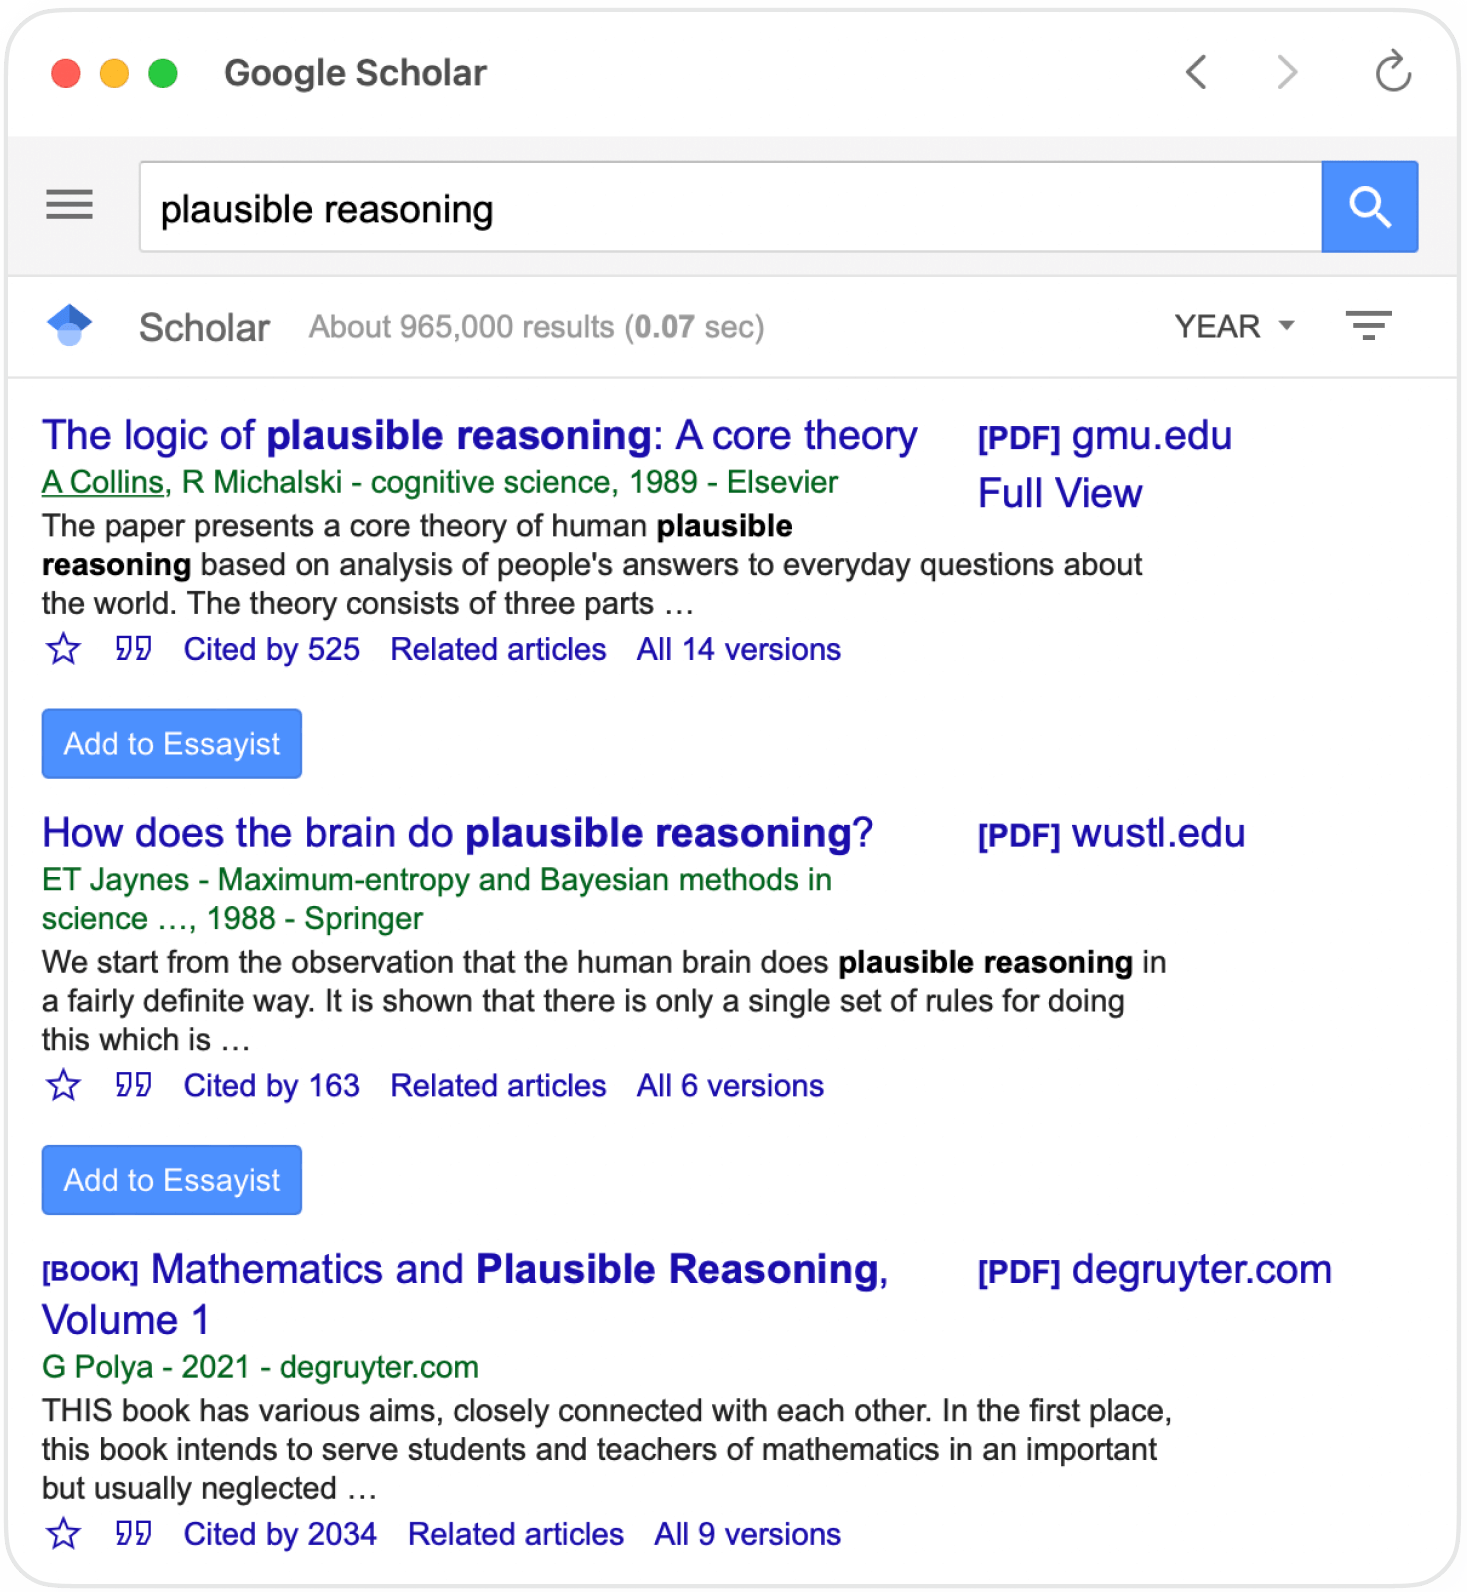 Google Scholar
plausible reasoning
Scholar About 965,000 results (0.07 sec) YEAR
The logic of plausible reasoning: A core theory [PDF] gmu.edu
A Collins, R Michalski - cognitive science, 1989 - Elsevier
Full View
The paper presents a core theory of human plausible
reasoning based on analysis of people's answers to everyday questions about
the world. The theory consists of three parts …
Cited by 525 Related articles All 14 versions
Add to Essayist
How does the brain do plausible reasoning? [PDF] wustl.edu
ET Jaynes - Maximum-entropy and Bayesian methods in
science …, 1988 - Springer
We start from the observation that the human brain does plausible reasoning in
a fairly definite way. It is shown that there is only a single set of rules for doing
this which is …
Cited by 163 Related articles All 6 versions
Add to Essayist
[BOOK] Mathematics and Plausible Reasoning, [PDF] degruyter.com
Volume 1
G Polya - 2021 - degruyter.com
THIS book has various aims, closely connected with each other. In the first place,
this book intends to serve students and teachers of mathematics in an important
but usually neglected …
Cited by 2034 Related articles All 9 versions